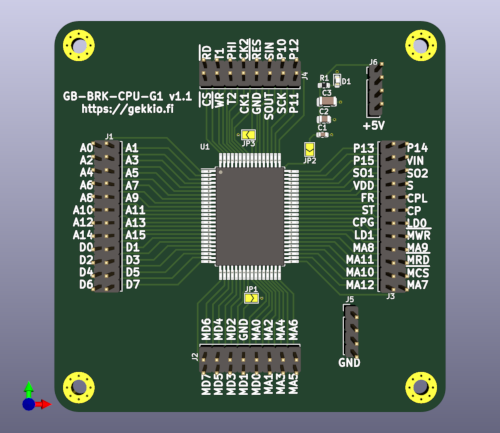 RD T1 PHI CK2 RES SIN P10 P12
J4
CS WR T2 CK1 GND SOUT SCK P11
GB-BRK-CPU-G1 v1.1
https://gekkio.fi
R1
D1
C3
C2
C1
J6
+5V
U1
JP3
JP2
J1
A0 A1
A2 A3
A4 A5
A6 A7
A8 A9
A10 A11
A12 A13
A14 A15
D0 D1
D2 D3
D4 D5
D6 D7
P13 P14
P15 VIN
SO1 SO2
VDD S
FR CPL
ST CP
CPG LD0
LD1 MWR
MA8 MA9
MA11 MRD
MA10 MCS
MA12 MA7
J3
JP1
J5
GND
MD6 MD4 MD2 GND MA0 MA2 MA4 MA6
J2
MD7 MD5 MD3 MD1 MD0 MA1 MA3 MA5